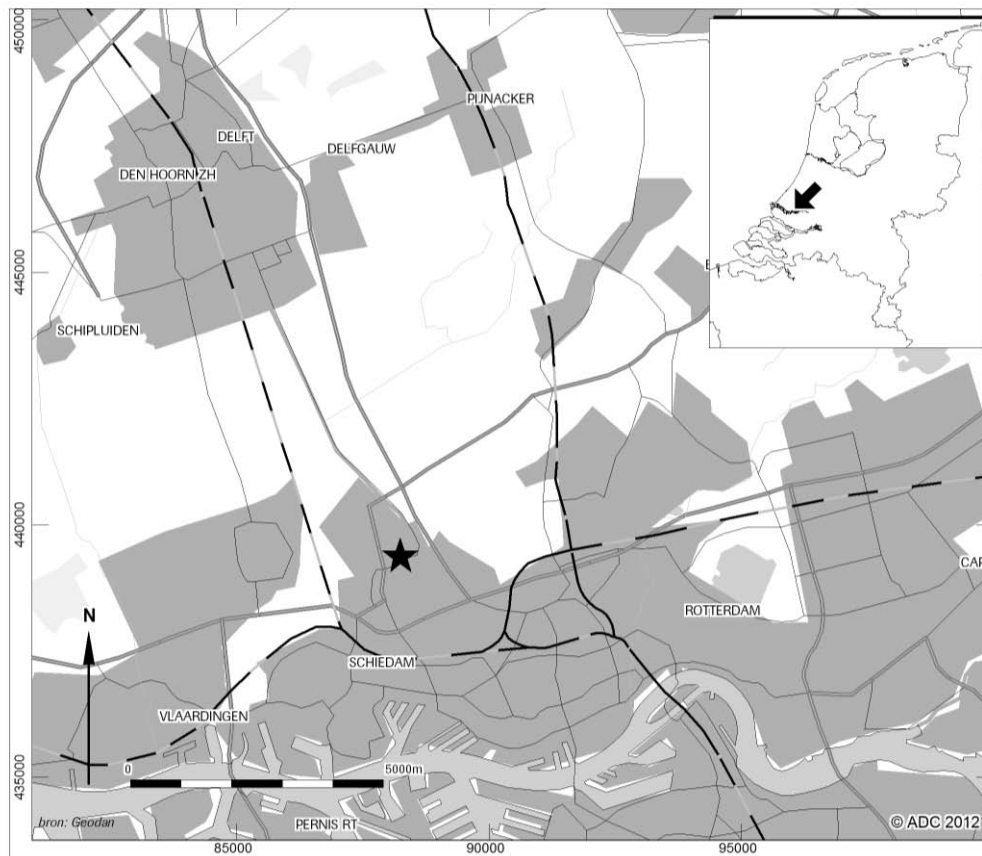 450000
PIJNACKER
DELFT
DELFGAUW
DEN HOORN ZH
445000
SCHIPLUIDEN
440000
CAP
N
ROTTERDAM
SCHIEDAM
VLAARDINGEN
0
5000m
435000
bron: Geodan
PERNIS RT
© ADC 2012
85000
90000
95000